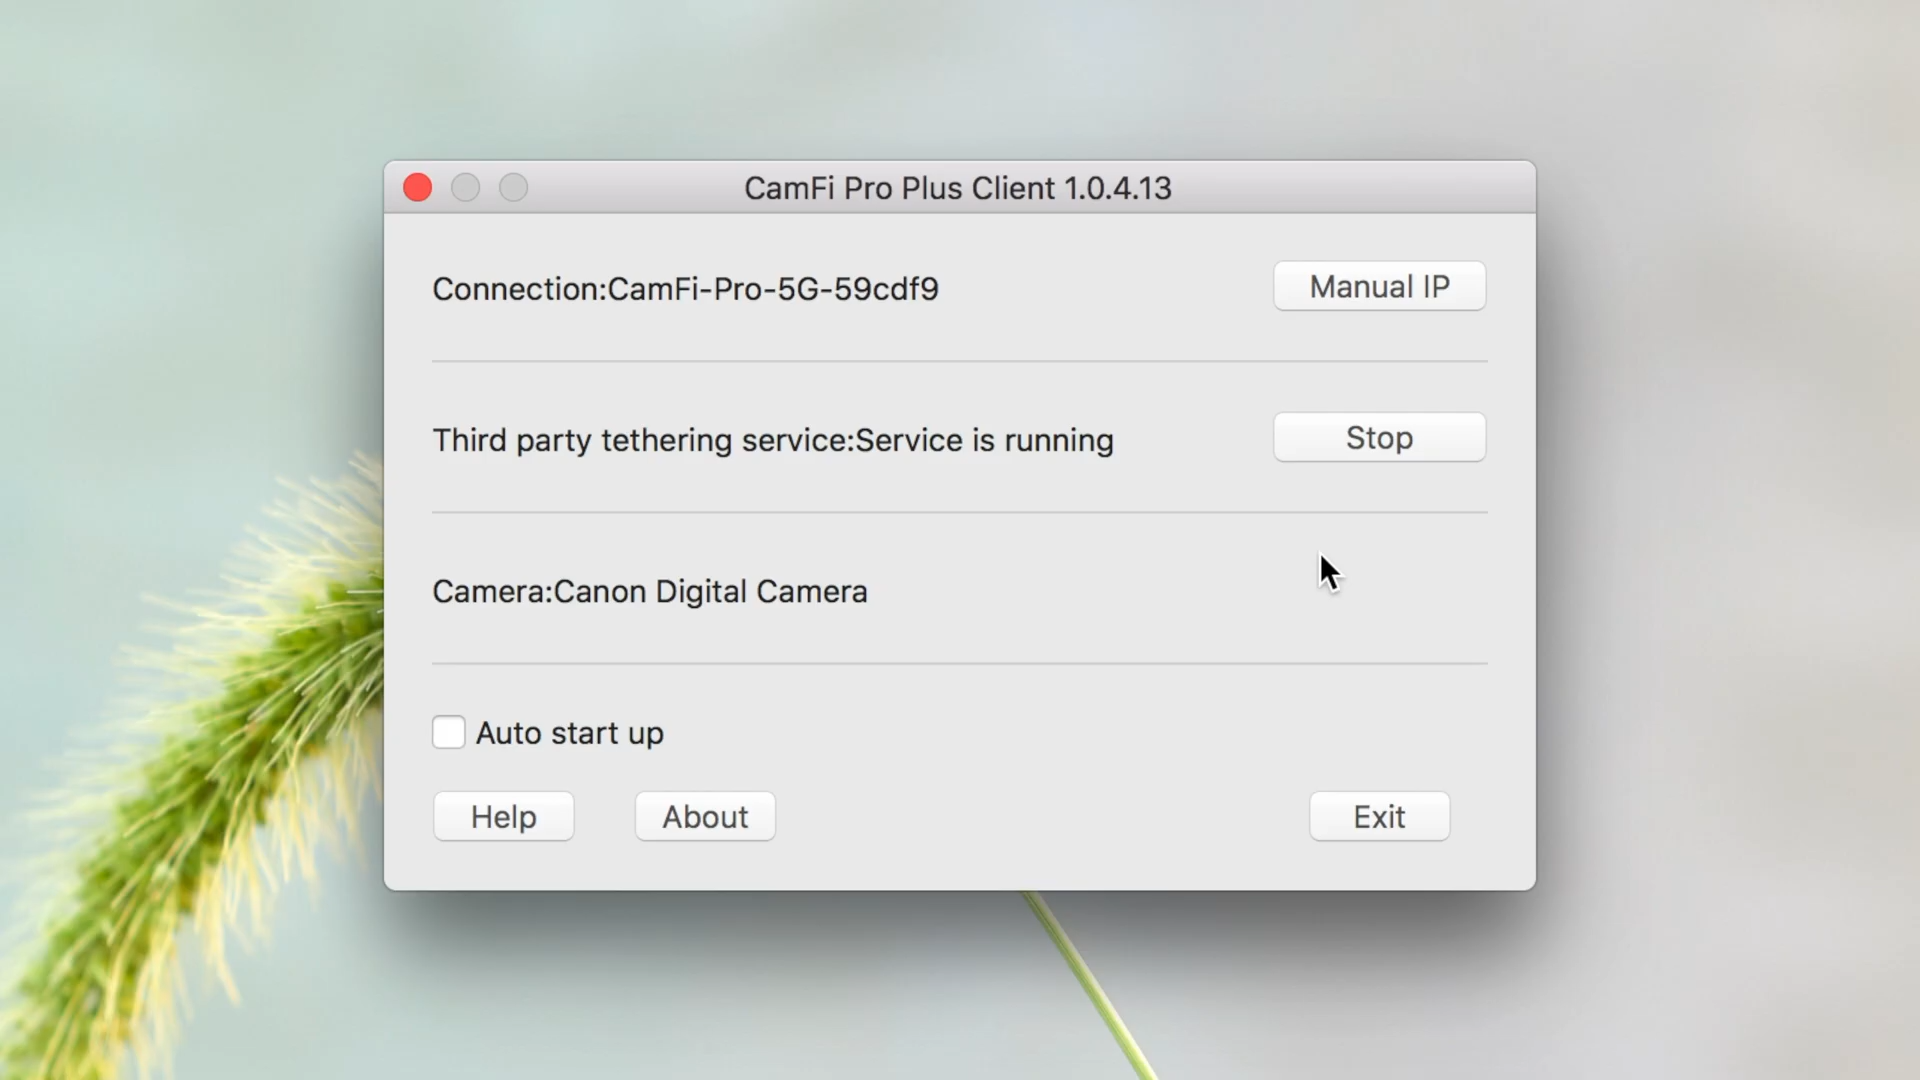 CamFi Pro Plus Client 1.0.4.13
Connection:CamFi-Pro-5G-59cdf9
Manual IP
Third party tethering service:Service is running
Stop
Camera:Canon Digital Camera
Auto start up
Help
About
Exit